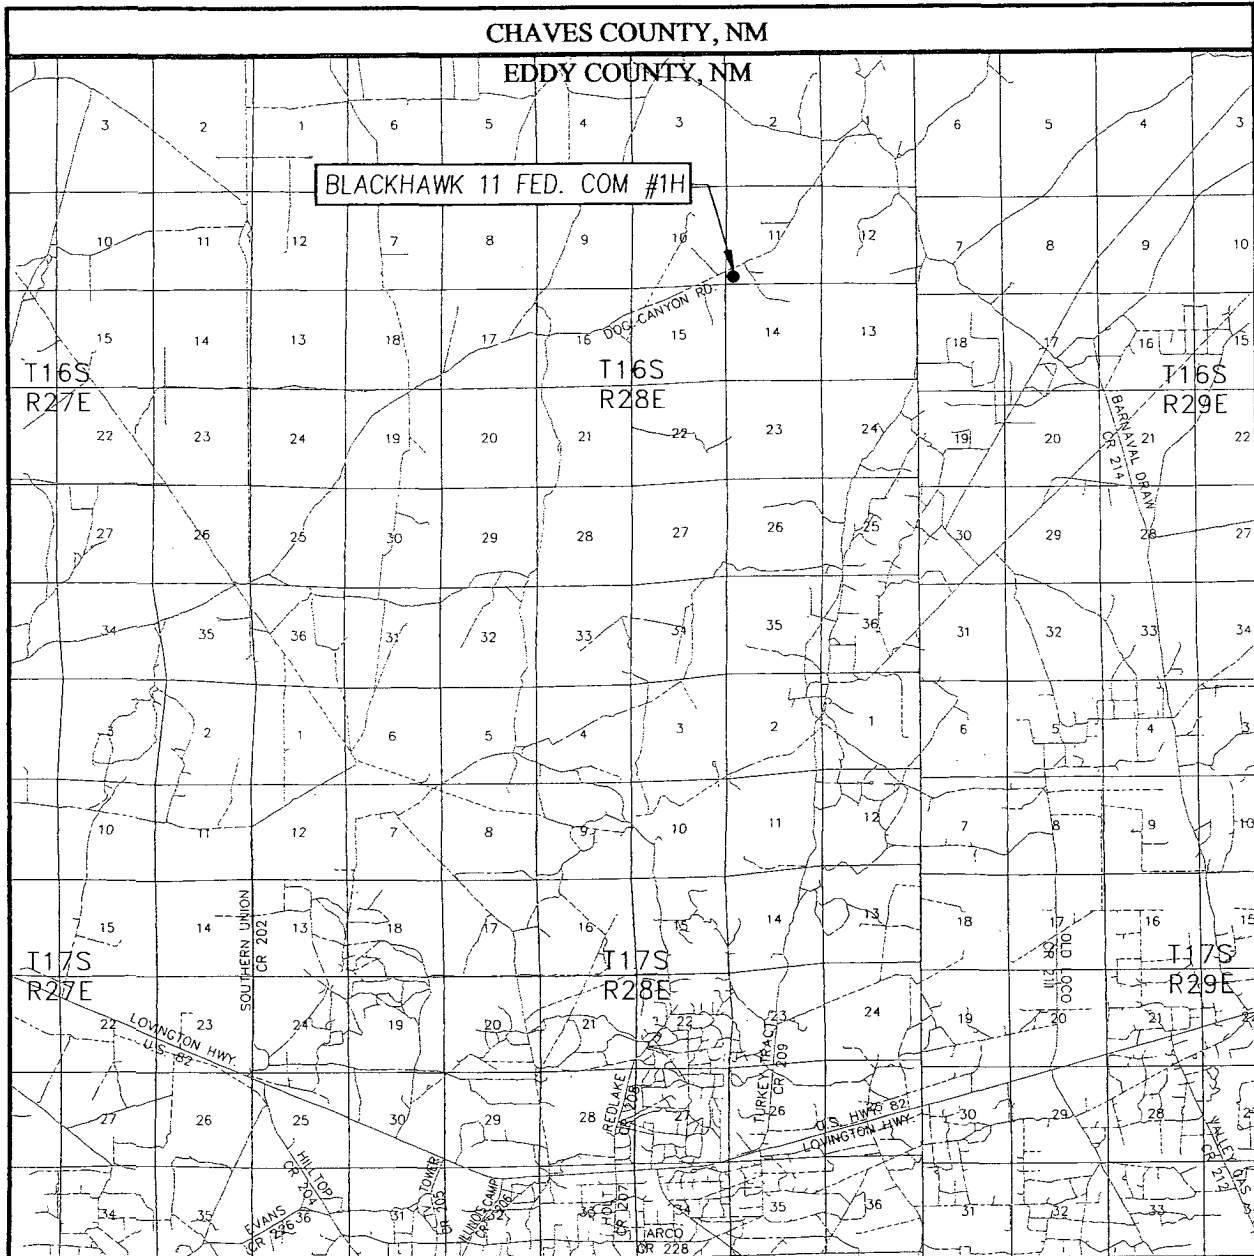 CHAVES COUNTY, NM
EDDY COUNTY, NM
3 2 1 6 5 4 3 2 1 6 5 4 3
BLACKHAWK 11 FED. COM #1H
10 11 12 7 8 9 10 11 12 7 8 9 10
DOG CANYON RD.
15 14 13 18 17 16 15 14 13 18 17 16 15
T16S
R27E
T16S
R28E
T16S
R29E
BARNAVAL DRAW
CR 214
22 23 24 19 20 21 22 23 24 19 20 21 22
27 26 25 30 29 28 27 26 25 30 29 28 27
34 35 36 31 32 33 34 35 36 31 32 33 34
3 2 1 6 5 4 3 2 1 6 5 4 3
10 11 12 7 8 9 10 11 12 7 8 9 10
SOUTHERN UNION
CR 202
15 14 13 18 17 16 15 14 13 18 17 16 15
OLD LOCO
CR 211
T17S
R27E
T17S
R28E
T17S
R29E
22 23 24 19 20 21 22 23 24 19 20 21
LOVINGTON HWY.
U.S. 82
REDLAKE
CR 208
TURKEY TRACT
CR 209
U.S. HWY 82
LOVINGTON HWY.
27 26 25 30 29 28 27 26 30 29 28
VALLEY GAS
CR 212
HILLTOP
CR 204
EVANS
CR 226
TV TOWER
CR 205
CR 206
HOLT
CR 207
34 35 36 31 32 33 34 35 36 31 32 33
ARCO
CR 228